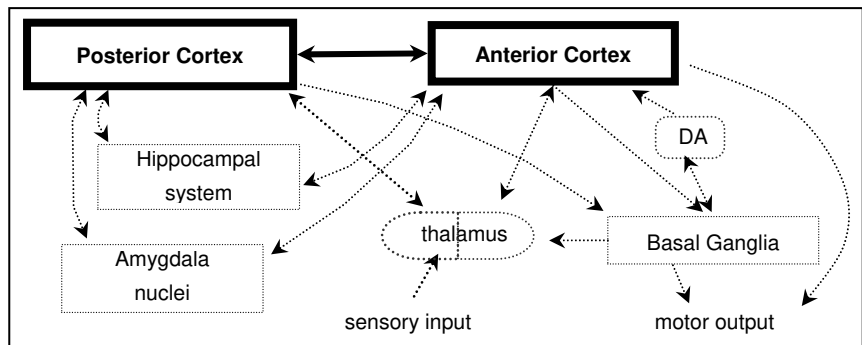 Posterior Cortex
Anterior Cortex
DA
Hippocampal
system
thalamus
Basal Ganglia
Amygdala
nuclei
sensory input
motor output